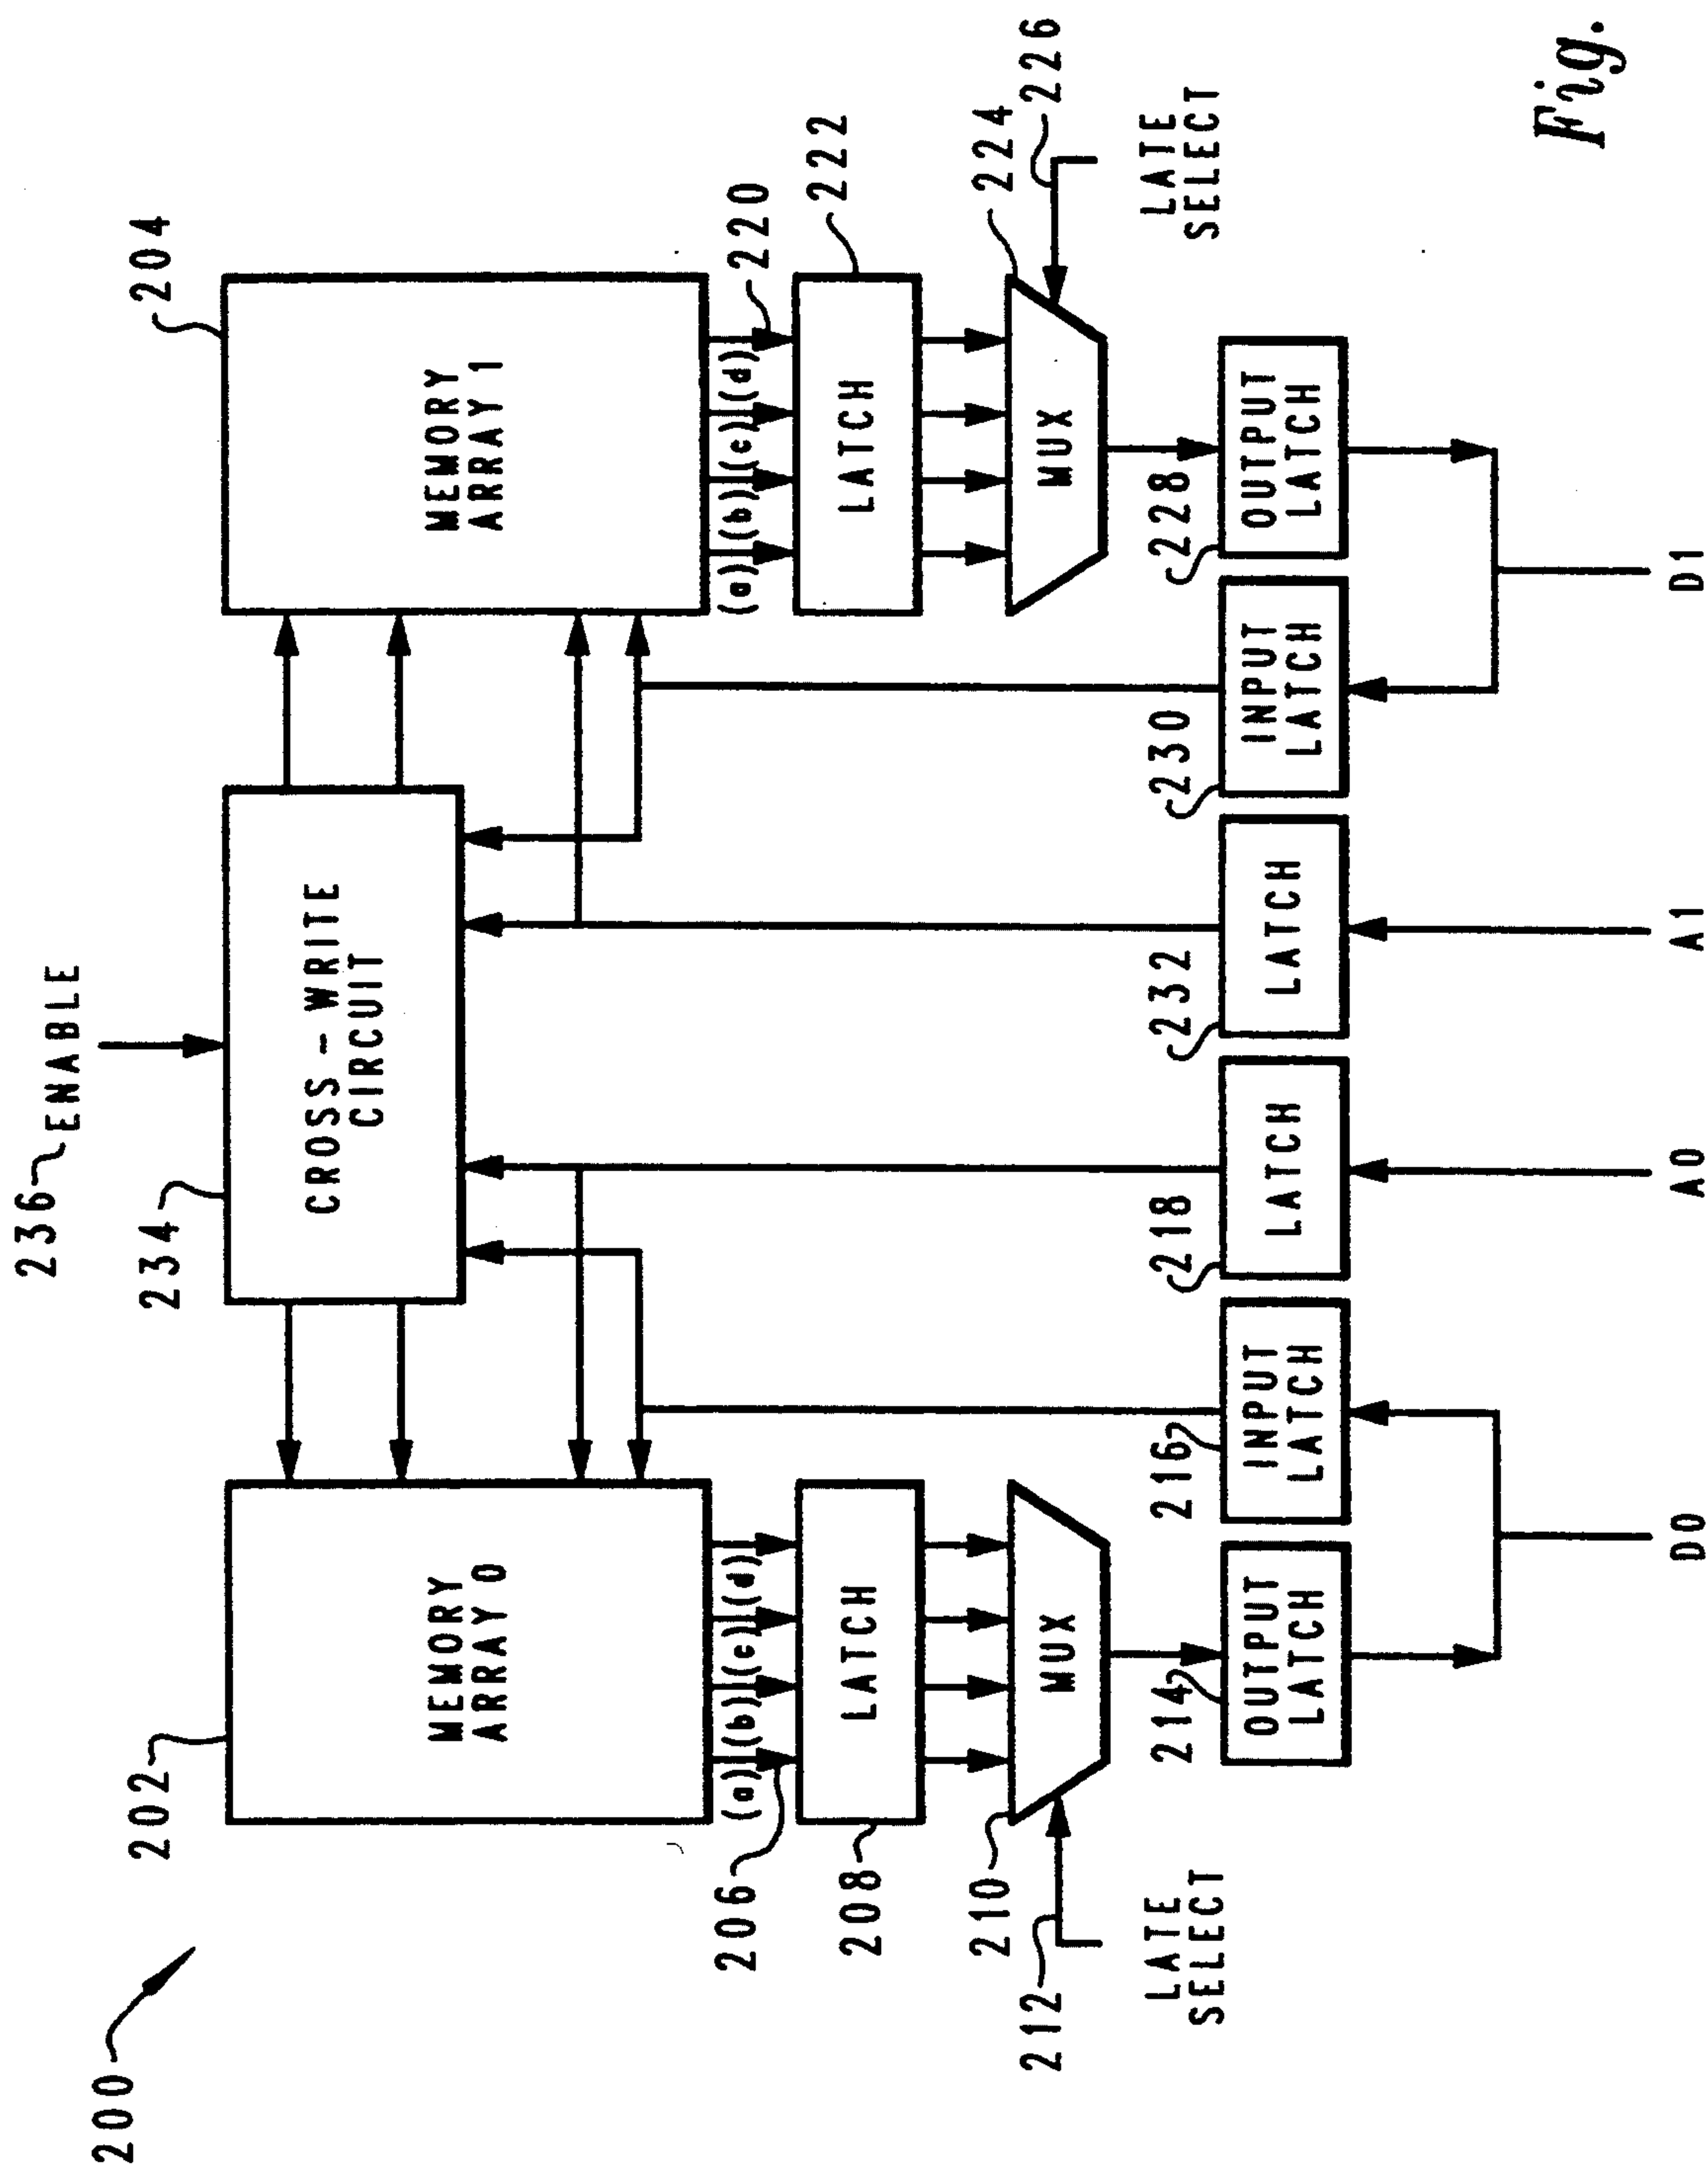 236 ENABLE
200
202
234
204
MEMORY
ARRAY 0
CROSS-WRITE
CIRCUIT
MEMORY
ARRAY 1
206
(a) (b) (c) (d)
(a) (b) (c) (d)
220
208
LATCH
LATCH
222
210
MUX
MUX
224
212
226
LATE
SELECT
LATE
SELECT
214
216
218
232
230
228
OUTPUT
LATCH
INPUT
LATCH
LATCH
LATCH
INPUT
LATCH
OUTPUT
LATCH
D0
A0
A1
D1
Fig.